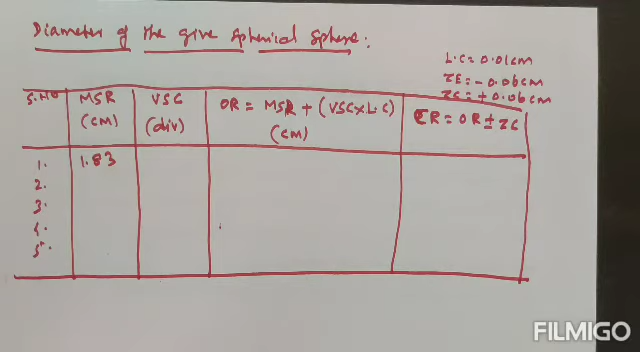 Diameter of the give spherical sphere:
L.C = 0.01cm
ZE = -0.06cm
ZC = +0.06cm
S.NO MSR (CM) VSC (div) OR = MSR + (VSC x L.C) (CM) CR = OR ± ZC
1. 1.83
2.
3.
4.
5.
FILMIGO